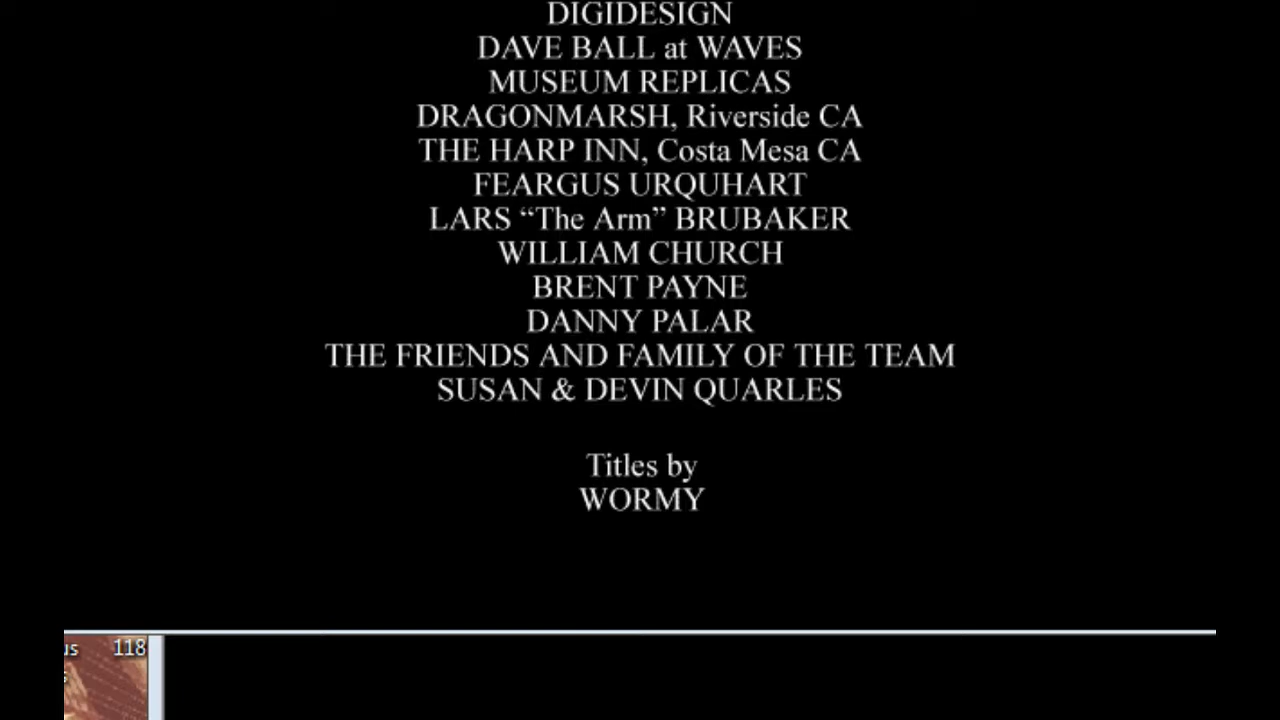 DIGIDESIGN
DAVE BALL at WAVES
MUSEUM REPLICAS
DRAGONMARSH, Riverside CA
THE HARP INN, Costa Mesa CA
FEARGUS URQUHART
LARS “The Arm” BRUBAKER
WILLIAM CHURCH
BRENT PAYNE
DANNY PALAR
THE FRIENDS AND FAMILY OF THE TEAM
SUSAN & DEVIN QUARLES
Titles by
WORMY
118